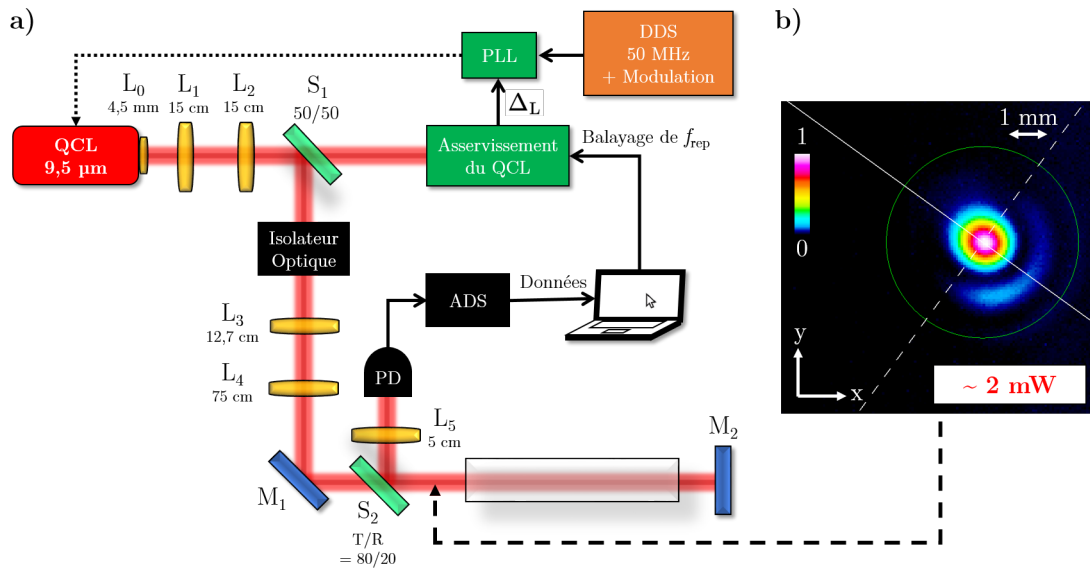 a)
DDS
50 MHz
+ Modulation
PLL
L0
4,5 mm
L1
15 cm
L2
15 cm
S1
50/50
ΔL
QCL
9,5 µm
Asservissement
du QCL
Balayage de frep
Isolateur
Optique
ADS
Données
L3
12,7 cm
L4
75 cm
PD
L5
5 cm
M1
S2
T/R
= 80/20
M2
b)
1 mm
1
0
y
x
~ 2 mW